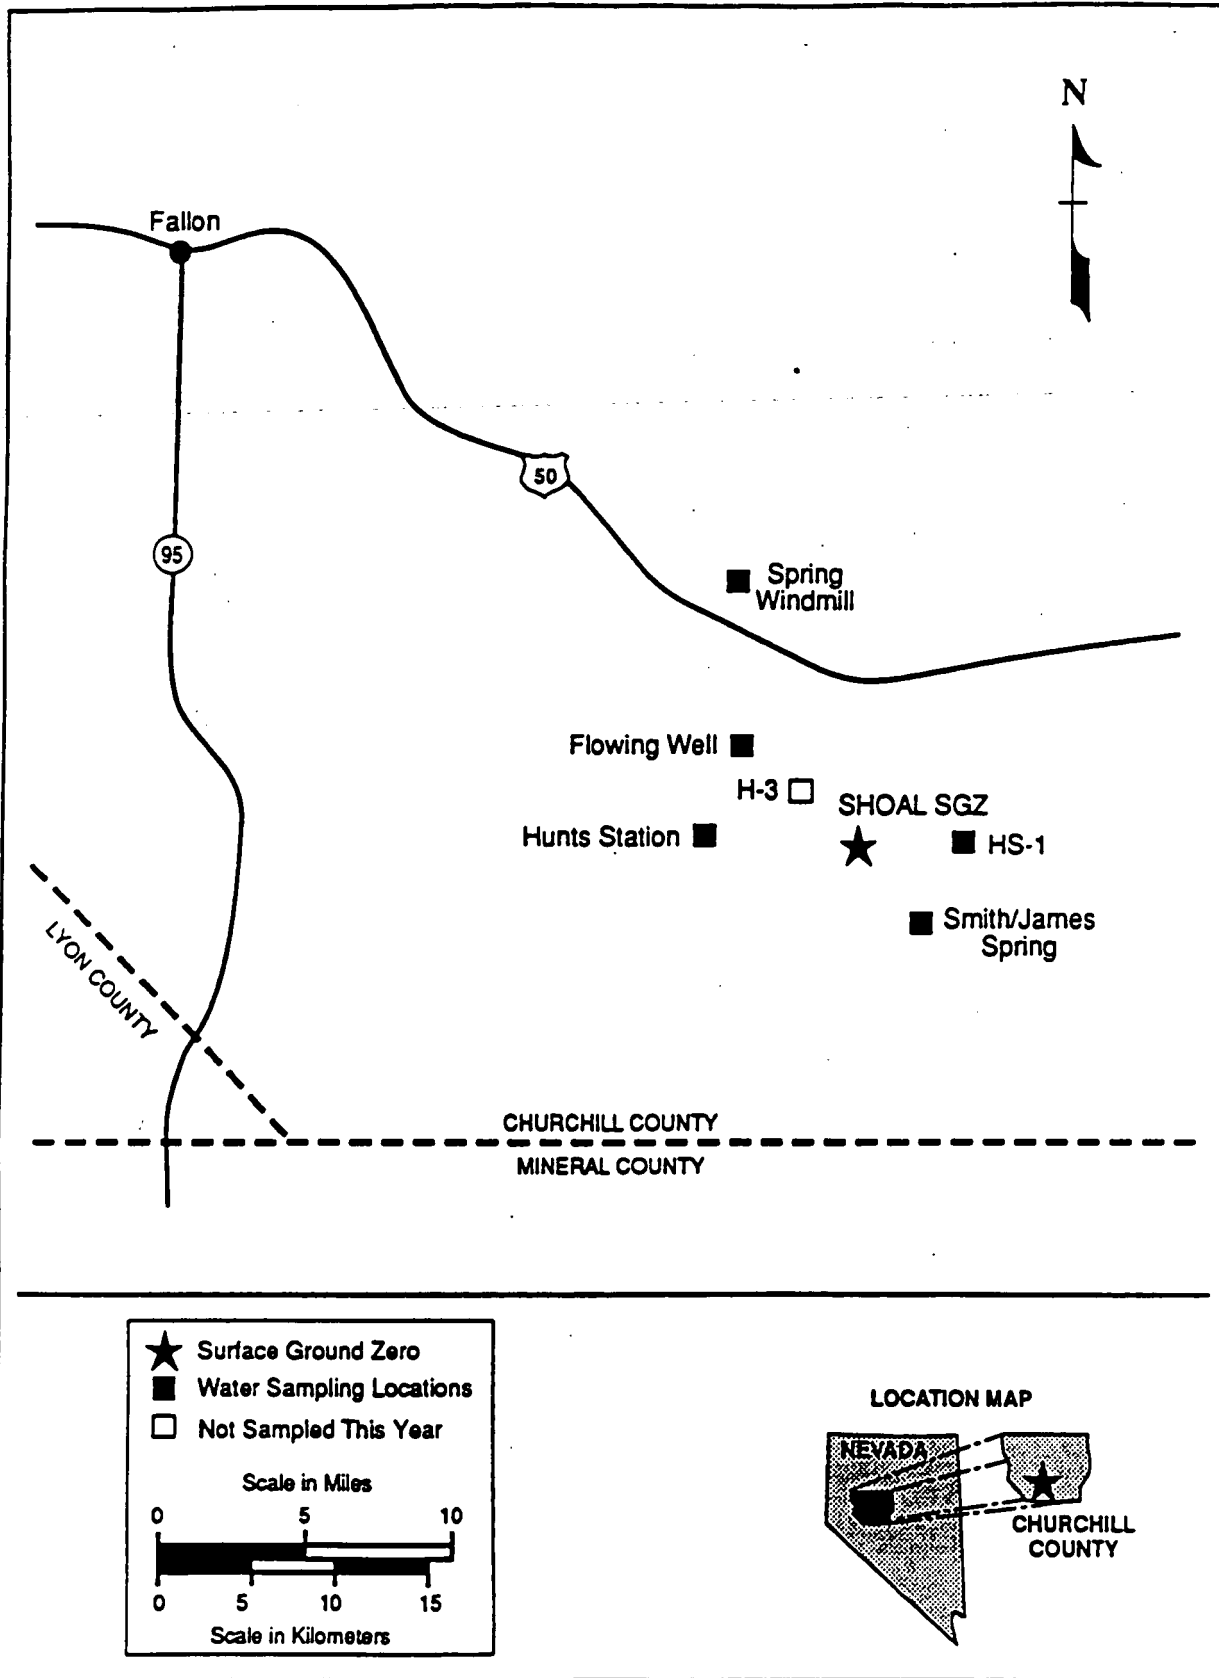 N
Fallon
50
95
Spring
Windmill
Flowing Well
H-3
SHOAL SGZ
Hunts Station
HS-1
Smith/James
Spring
LYON COUNTY
CHURCHILL COUNTY
MINERAL COUNTY
Surface Ground Zero
Water Sampling Locations
Not Sampled This Year
Scale in Miles
0 5 10
0 5 10 15
Scale in Kilometers
LOCATION MAP
NEVADA
CHURCHILL
COUNTY